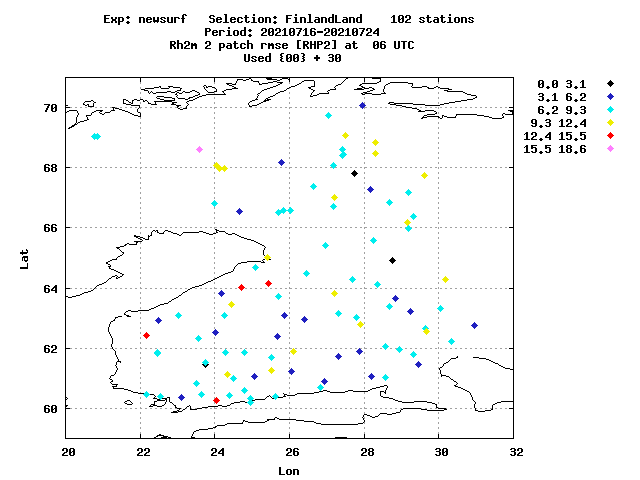 Exp: newsurf   Selection: FinlandLand    102 stations
Period: 20210716-20210724
Rh2m 2 patch rmse [RHP2] at  06 UTC
Used {00} + 30
0.0 3.1
3.1 6.2
6.2 9.3
9.3 12.4
12.4 15.5
15.5 18.6
70
68
66
64
62
60
Lat
20 22 24 26 28 30 32
Lon